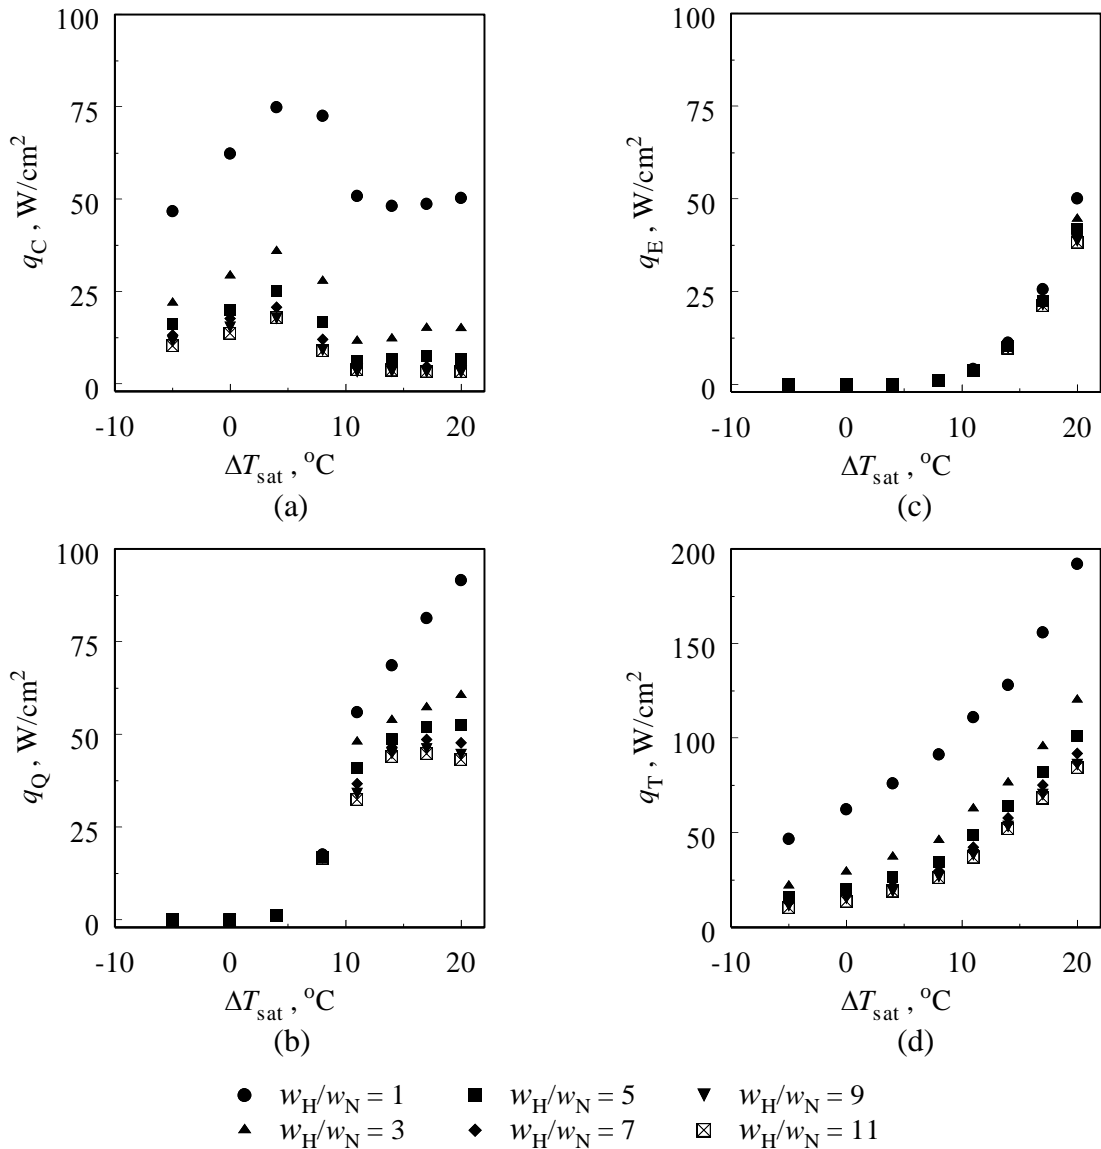 100
75
50
25
0
q_C , W/cm²
-10 0 10 20
ΔT_sat , °C
(a)
100
75
50
25
0
q_E , W/cm²
-10 0 10 20
ΔT_sat , °C
(c)
100
75
50
25
0
q_Q , W/cm²
-10 0 10 20
ΔT_sat , °C
(b)
200
150
100
50
0
q_T , W/cm²
-10 0 10 20
ΔT_sat , °C
(d)
w_H/w_N = 1 w_H/w_N = 5 w_H/w_N = 9
w_H/w_N = 3 w_H/w_N = 7 w_H/w_N = 11